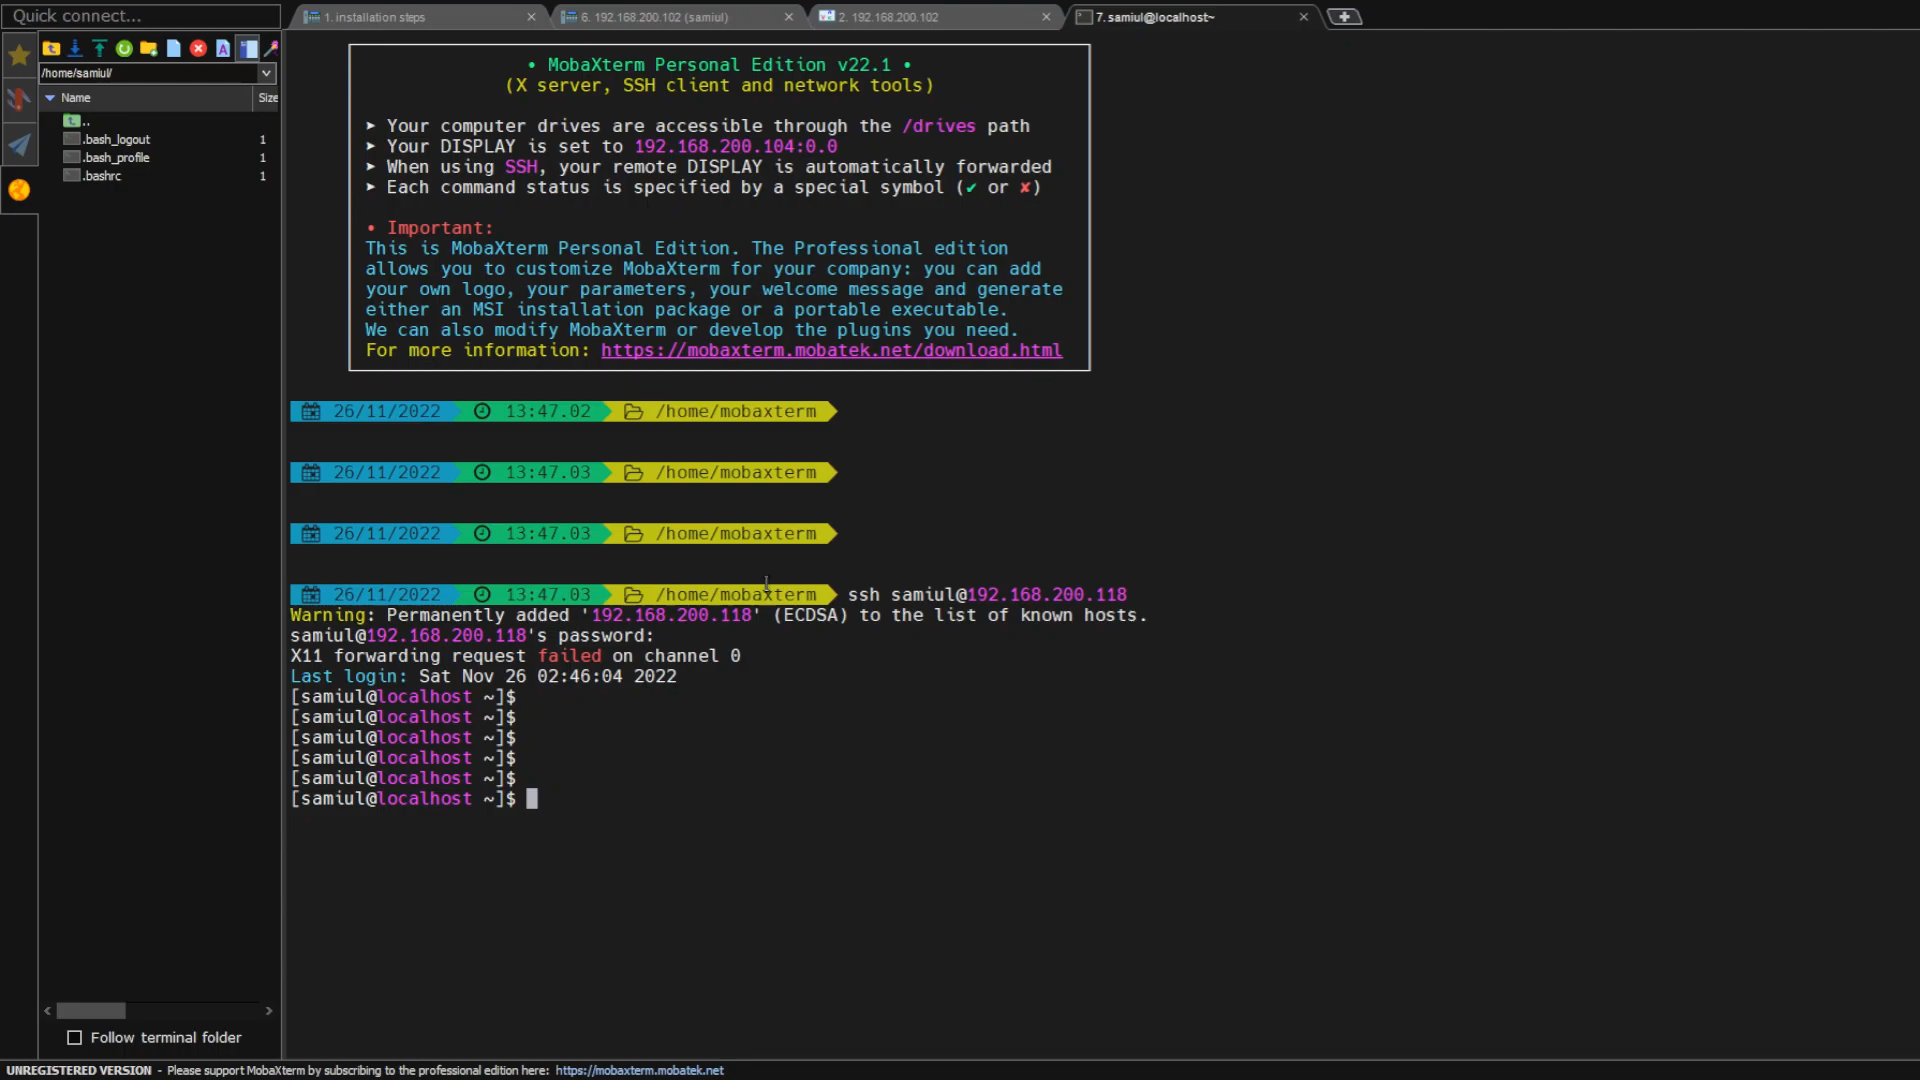 Quick connect...
1. installation steps
6. 192.168.200.102 (samiul)
2. 192.168.200.102
7. samiul@localhost~
/home/samiul/
Name
Size
..
.bash_logout 1
.bash_profile 1
.bashrc 1
• MobaXterm Personal Edition v22.1 •
(X server, SSH client and network tools)
➤ Your computer drives are accessible through the /drives path
➤ Your DISPLAY is set to 192.168.200.104:0.0
➤ When using SSH, your remote DISPLAY is automatically forwarded
➤ Each command status is specified by a special symbol (✔ or ✘)
• Important:
This is MobaXterm Personal Edition. The Professional edition
allows you to customize MobaXterm for your company: you can add
your own logo, your parameters, your welcome message and generate
either an MSI installation package or a portable executable.
We can also modify MobaXterm or develop the plugins you need.
For more information: https://mobaxterm.mobatek.net/download.html
26/11/2022 13:47.02 /home/mobaxterm
26/11/2022 13:47.03 /home/mobaxterm
26/11/2022 13:47.03 /home/mobaxterm
26/11/2022 13:47.03 /home/mobaxterm ssh samiul@192.168.200.118
Warning: Permanently added '192.168.200.118' (ECDSA) to the list of known hosts.
samiul@192.168.200.118's password:
X11 forwarding request failed on channel 0
Last login: Sat Nov 26 02:46:04 2022
[samiul@localhost ~]$
[samiul@localhost ~]$
[samiul@localhost ~]$
[samiul@localhost ~]$
[samiul@localhost ~]$
[samiul@localhost ~]$
Follow terminal folder
UNREGISTERED VERSION - Please support MobaXterm by subscribing to the professional edition here: https://mobaxterm.mobatek.net